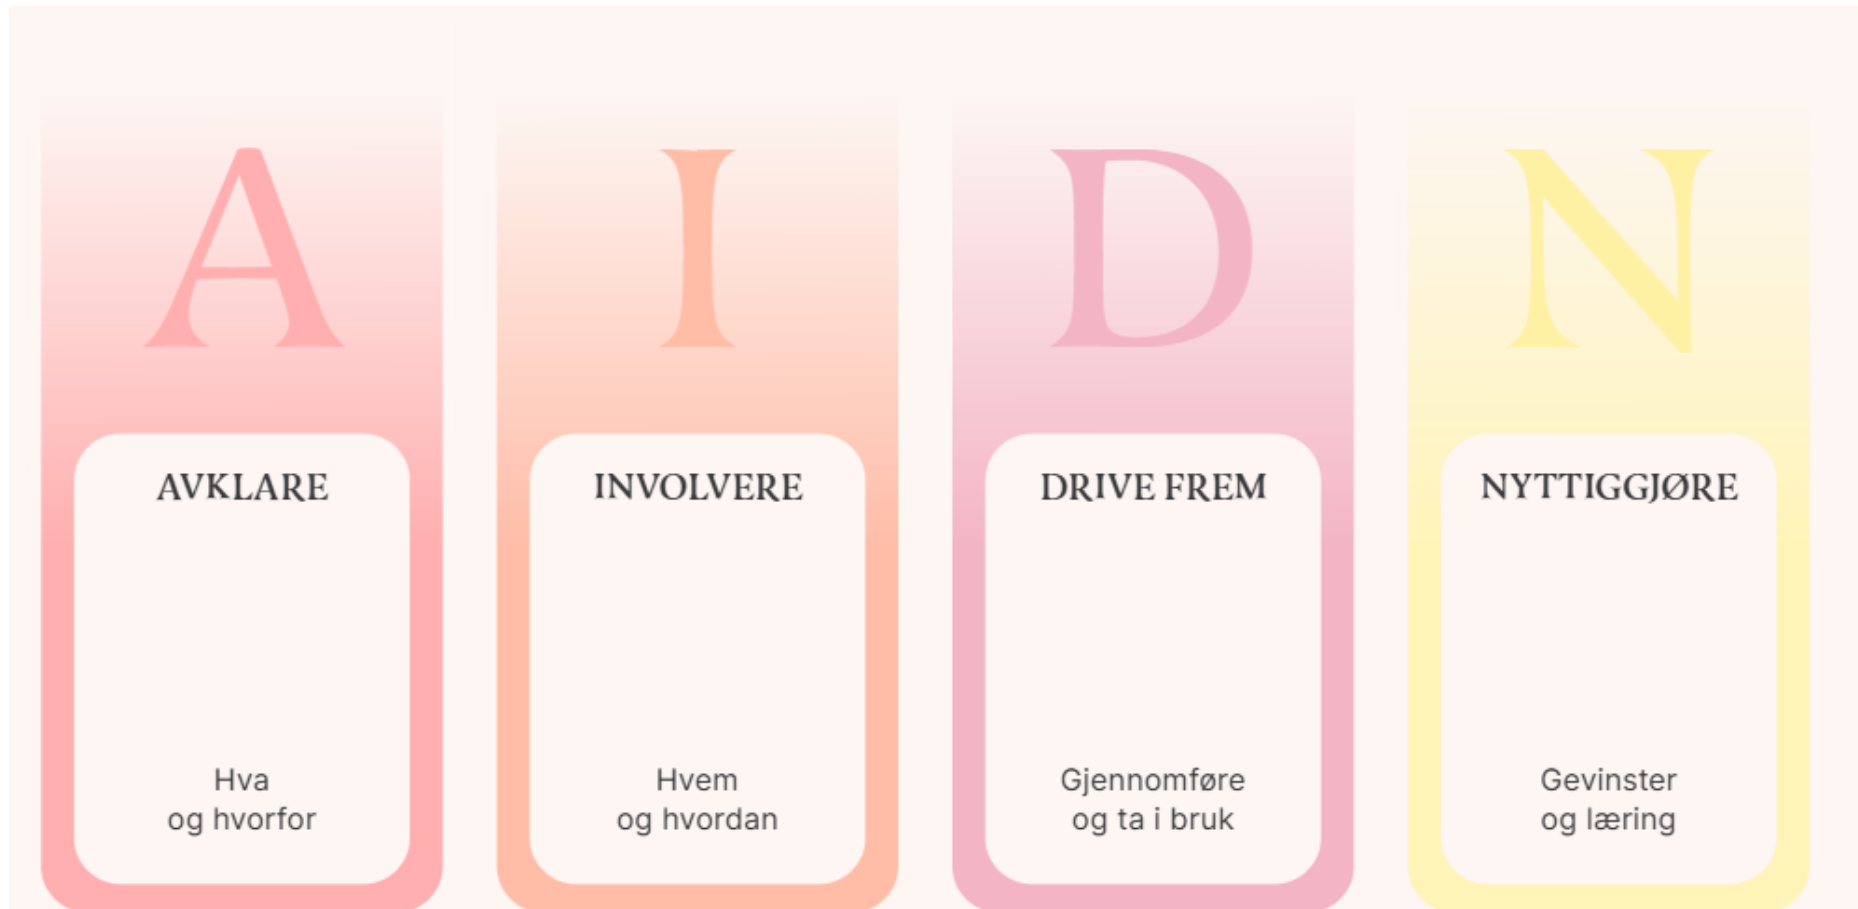 A
I
D
N
AVKLARE
Hva
og hvorfor
INVOLVERE
Hvem
og hvordan
DRIVE FREM
Gjennomføre
og ta i bruk
NYTTIGGJØRE
Gevinster
og læring